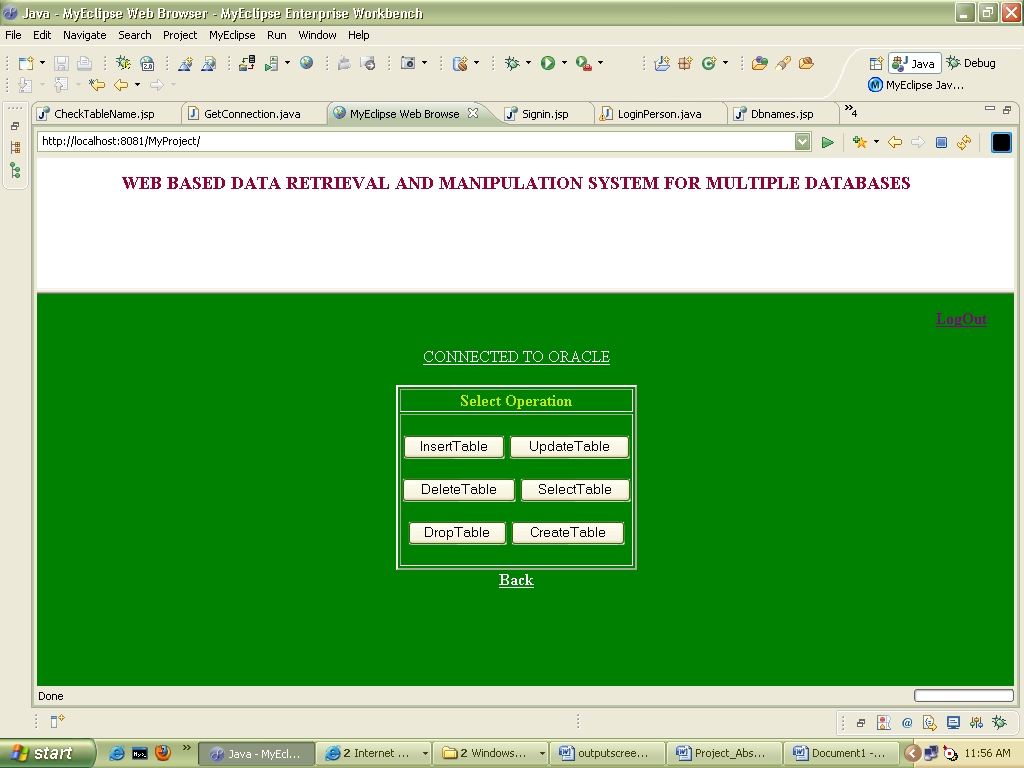 Java - MyEclipse Web Browser - MyEclipse Enterprise Workbench
File Edit Navigate Search Project MyEclipse Run Window Help
Java Debug
MyEclipse Jav...
CheckTableName.jsp GetConnection.java MyEclipse Web Browse Signin.jsp LoginPerson.java Dbnames.jsp »4
http://localhost:8081/MyProject/
WEB BASED DATA RETRIEVAL AND MANIPULATION SYSTEM FOR MULTIPLE DATABASES
LogOut
CONNECTED TO ORACLE
Select Operation
InsertTable UpdateTable
DeleteTable SelectTable
DropTable CreateTable
Back
Done
start Java - MyEcl... 2 Internet ... 2 Windows... outputscree... Project_Abs... Document1 -... 11:56 AM